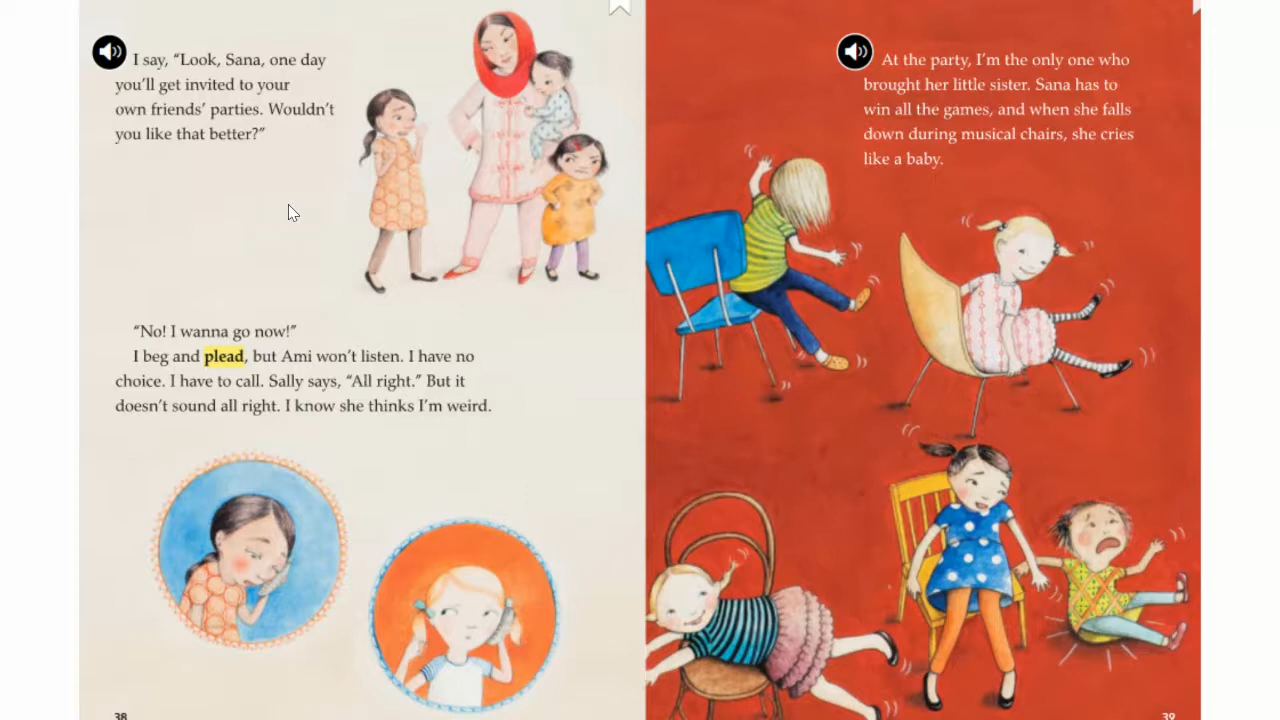 I say, “Look, Sana, one day
you’ll get invited to your
own friends’ parties. Wouldn’t
you like that better?”
“No! I wanna go now!”
I beg and plead, but Ami won’t listen. I have no
choice. I have to call. Sally says, “All right.” But it
doesn’t sound all right. I know she thinks I’m weird.
38
At the party, I’m the only one who
brought her little sister. Sana has to
win all the games, and when she falls
down during musical chairs, she cries
like a baby.
39